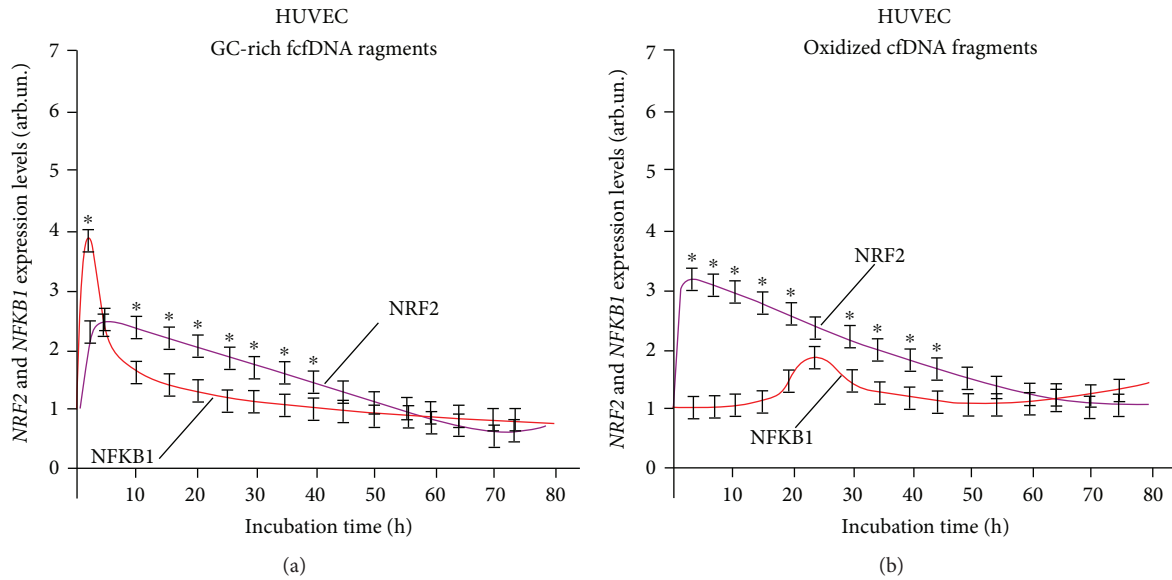 HUVEC
GC-rich fcfDNA ragments
NRF2 and NFKB1 expression levels (arb.un.)
7
6
5
4
3
2
1
0
*
* * * * * * *
NRF2
NFKB1
10 20 30 40 50 60 70 80
Incubation time (h)
(a)
HUVEC
Oxidized cfDNA fragments
NRF2 and NFKB1 expression levels (arb.un.)
7
6
5
4
3
2
1
0
* * * * * * * * *
NRF2
NFKB1
10 20 30 40 50 60 70 80
Incubation time (h)
(b)